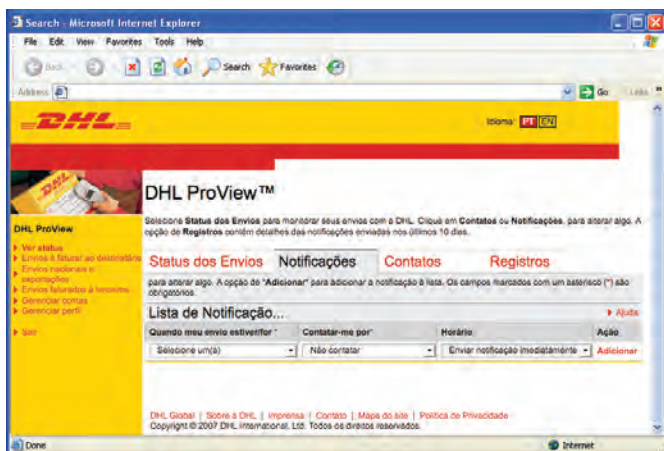 Search - Microsoft Internet Explorer
File Edit View Favorites Tools Help
Back Search Favorites
Address Go Links
DHL
Idioma: PT EN
DHL
DHL ProView™
Selecione Status dos Envios para monitorar seus envios com a DHL. Clique em Contatos ou Notificações, para alterar algo. A
opção de Registros contém detalhes das notificações enviadas nos últimos 10 dias.
DHL ProView
Ver status
Envios à faturar ao destinatário
Envios nacionais e
exportações
Envios faturados à terceiros
Gerenciar contas
Gerenciar perfil
Sair
Status dos Envios Notificações Contatos Registros
para alterar algo. A opção de "Adicionar" para adicionar a notificação à lista. Os campos marcados com um asterisco (*) são
obrigatórios.
Lista de Notificação... Ajuda
Quando meu envio estiver/for * Contatar-me por* Horário Ação
Selecione um(a) Não contatar Enviar notificação imediatamente Adicionar
DHL Global | Sobre a DHL | Imprensa | Contato | Mapa do site | Política de Privacidade
Copyright © 2007 DHL International, Ltd. Todos os direitos reservados.
Done Internet